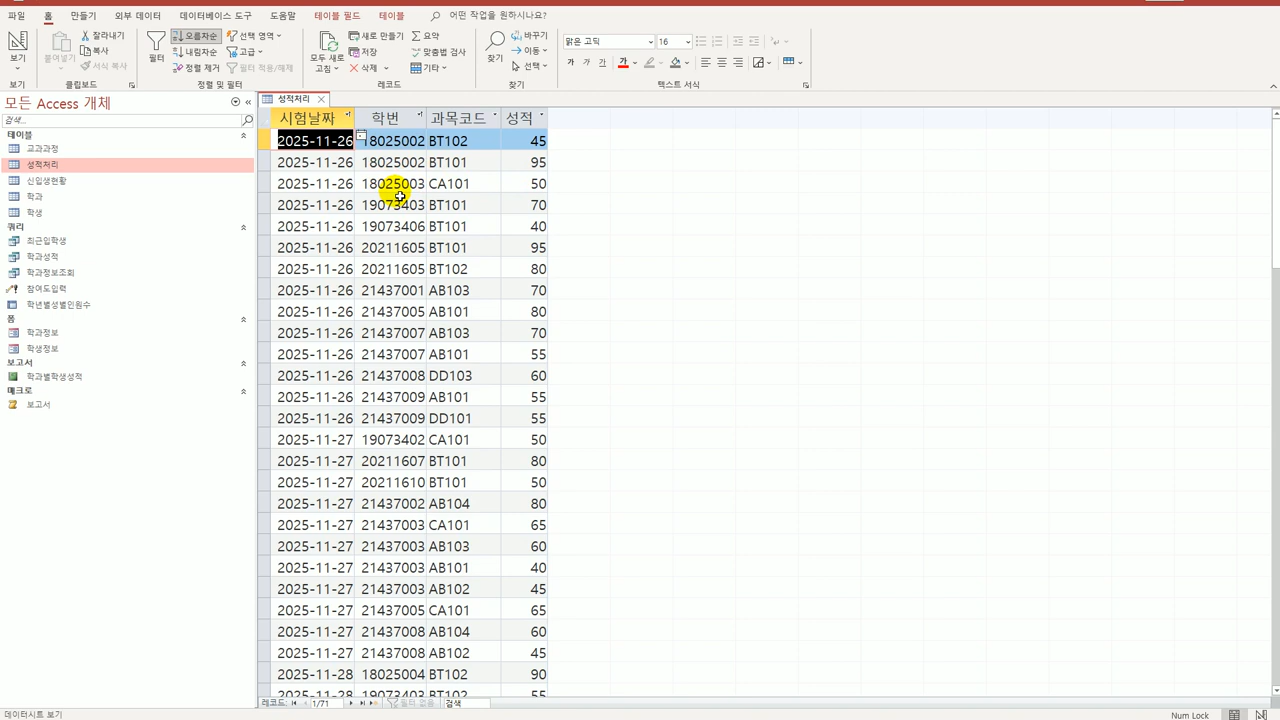 파일 홈 만들기 외부 데이터 데이터베이스 도구 도움말 테이블 필드 테이블 어떤 작업을 원하시나요?
보기
붙여넣기
잘라내기
복사
서식 복사
필터
오름차순
내림차순
정렬 제거
선택 영역
고급
필터 적용/해제
모두 새로 고침
새로 만들기
저장
삭제
요약
맞춤법 검사
기타
찾기
바꾸기
이동
선택
맑은 고딕 16
가 가 가 가
보기 클립보드 정렬 및 필터 레코드 찾기 텍스트 서식
모든 Access 개체
검색...
테이블
교과과정
성적처리
신입생현황
학과
학생
쿼리
최근입학생
학과성적
학과정보조회
참여도입력
학년별성별인원수
폼
학과정보
학생정보
보고서
학과별학생성적
매크로
보고서
성적처리
시험날짜 학번 과목코드 성적
2025-11-26 18025002 BT102 45
2025-11-26 18025002 BT101 95
2025-11-26 18025003 CA101 50
2025-11-26 19073403 BT101 70
2025-11-26 19073406 BT101 40
2025-11-26 20211605 BT101 95
2025-11-26 20211605 BT102 80
2025-11-26 21437001 AB103 70
2025-11-26 21437005 AB101 80
2025-11-26 21437007 AB103 70
2025-11-26 21437007 AB101 55
2025-11-26 21437008 DD103 60
2025-11-26 21437009 AB101 55
2025-11-26 21437009 DD101 55
2025-11-27 19073402 CA101 50
2025-11-27 20211607 BT101 80
2025-11-27 20211610 BT101 50
2025-11-27 21437002 AB104 80
2025-11-27 21437003 CA101 65
2025-11-27 21437003 AB103 60
2025-11-27 21437003 AB101 40
2025-11-27 21437003 AB102 45
2025-11-27 21437005 CA101 65
2025-11-27 21437008 AB104 60
2025-11-27 21437008 AB102 45
2025-11-28 18025004 BT102 90
2025-11-28 19073403 BT102 55
레코드: 1/71 필터 없음 검색
데이터시트 보기 Num Lock